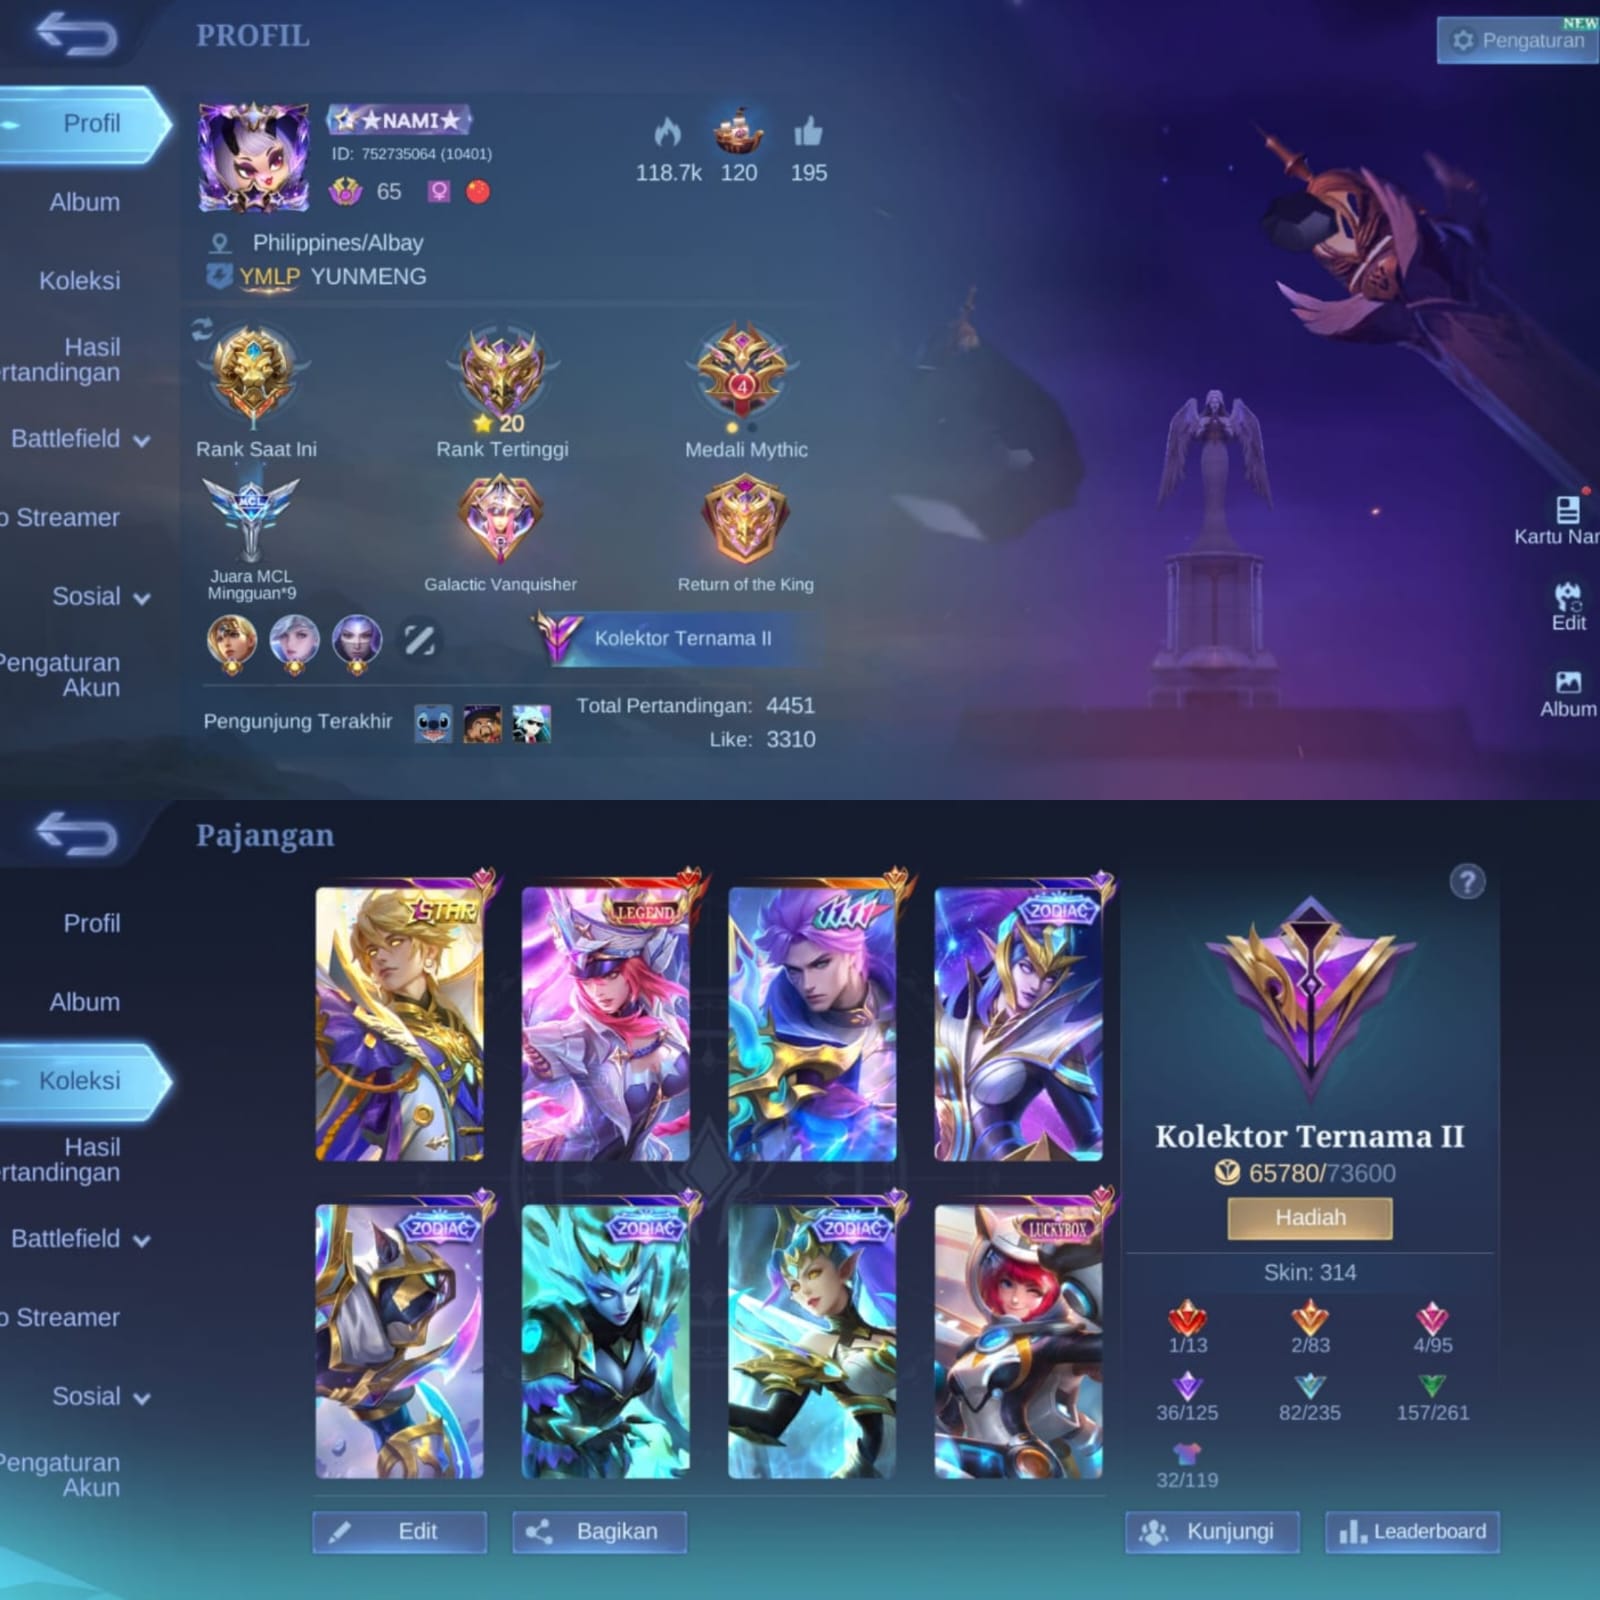 PROFIL
NEW
Pengaturan
Profil
Album
Koleksi
Hasil
rtandingan
Battlefield
o Streamer
Sosial
Pengaturan
Akun
★NAMI★
ID: 752735064 (10401)
65
118.7k
120
195
Philippines/Albay
YMLP YUNMENG
I
Rank Saat Ini
20
Rank Tertinggi
4
Medali Mythic
MCL
Juara MCL
Mingguan*9
Galactic Vanquisher
Return of the King
Kolektor Ternama II
Pengunjung Terakhir
Total Pertandingan: 4451
Like: 3310
Kartu Nar
Edit
Album
Pajangan
Profil
Album
Koleksi
Hasil
rtandingan
Battlefield
o Streamer
Sosial
Pengaturan
Akun
STAR
LEGEND
11.11
ZODIAC
ZODIAC
ZODIAC
ZODIAC
LUCKYBOX
Edit
Bagikan
?
Kolektor Ternama II
65780/73600
Hadiah
Skin: 314
1/13
2/83
4/95
36/125
82/235
157/261
32/119
Kunjungi
Leaderboard